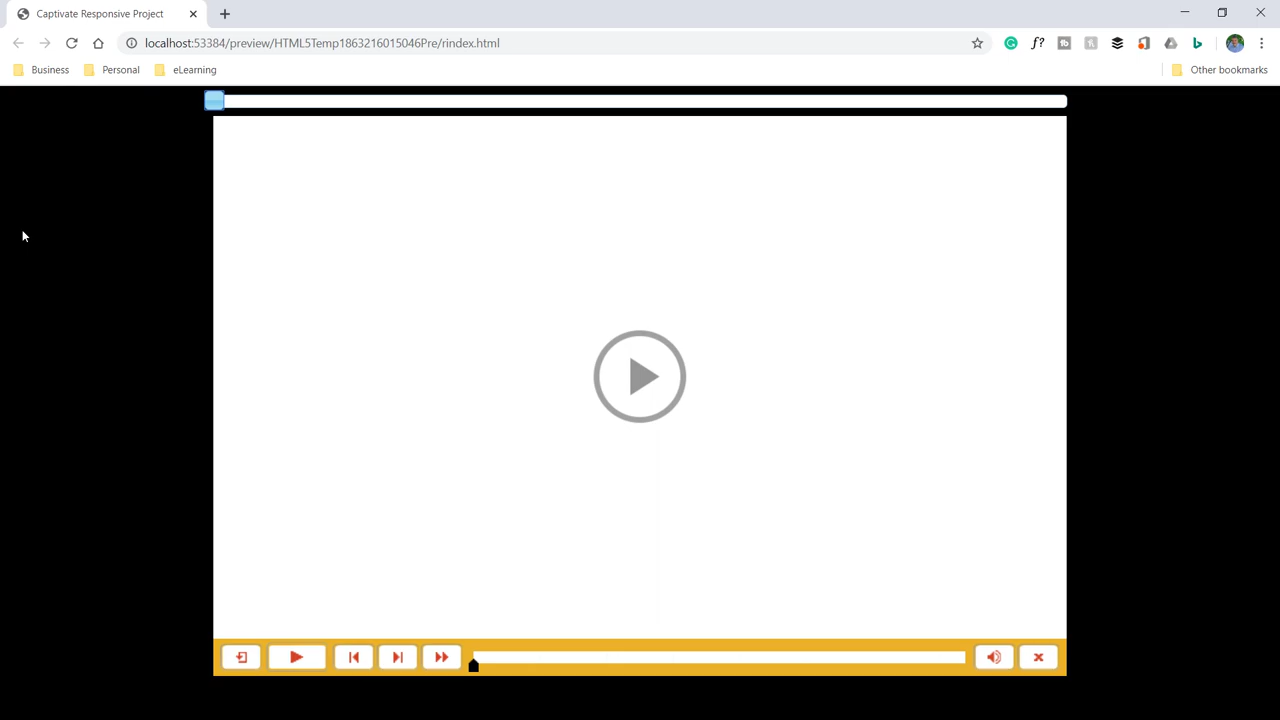 Captivate Responsive Project
localhost:53384/preview/HTML5Temp1863216015046Pre/rindex.html
f?
Business
Personal
eLearning
Other bookmarks